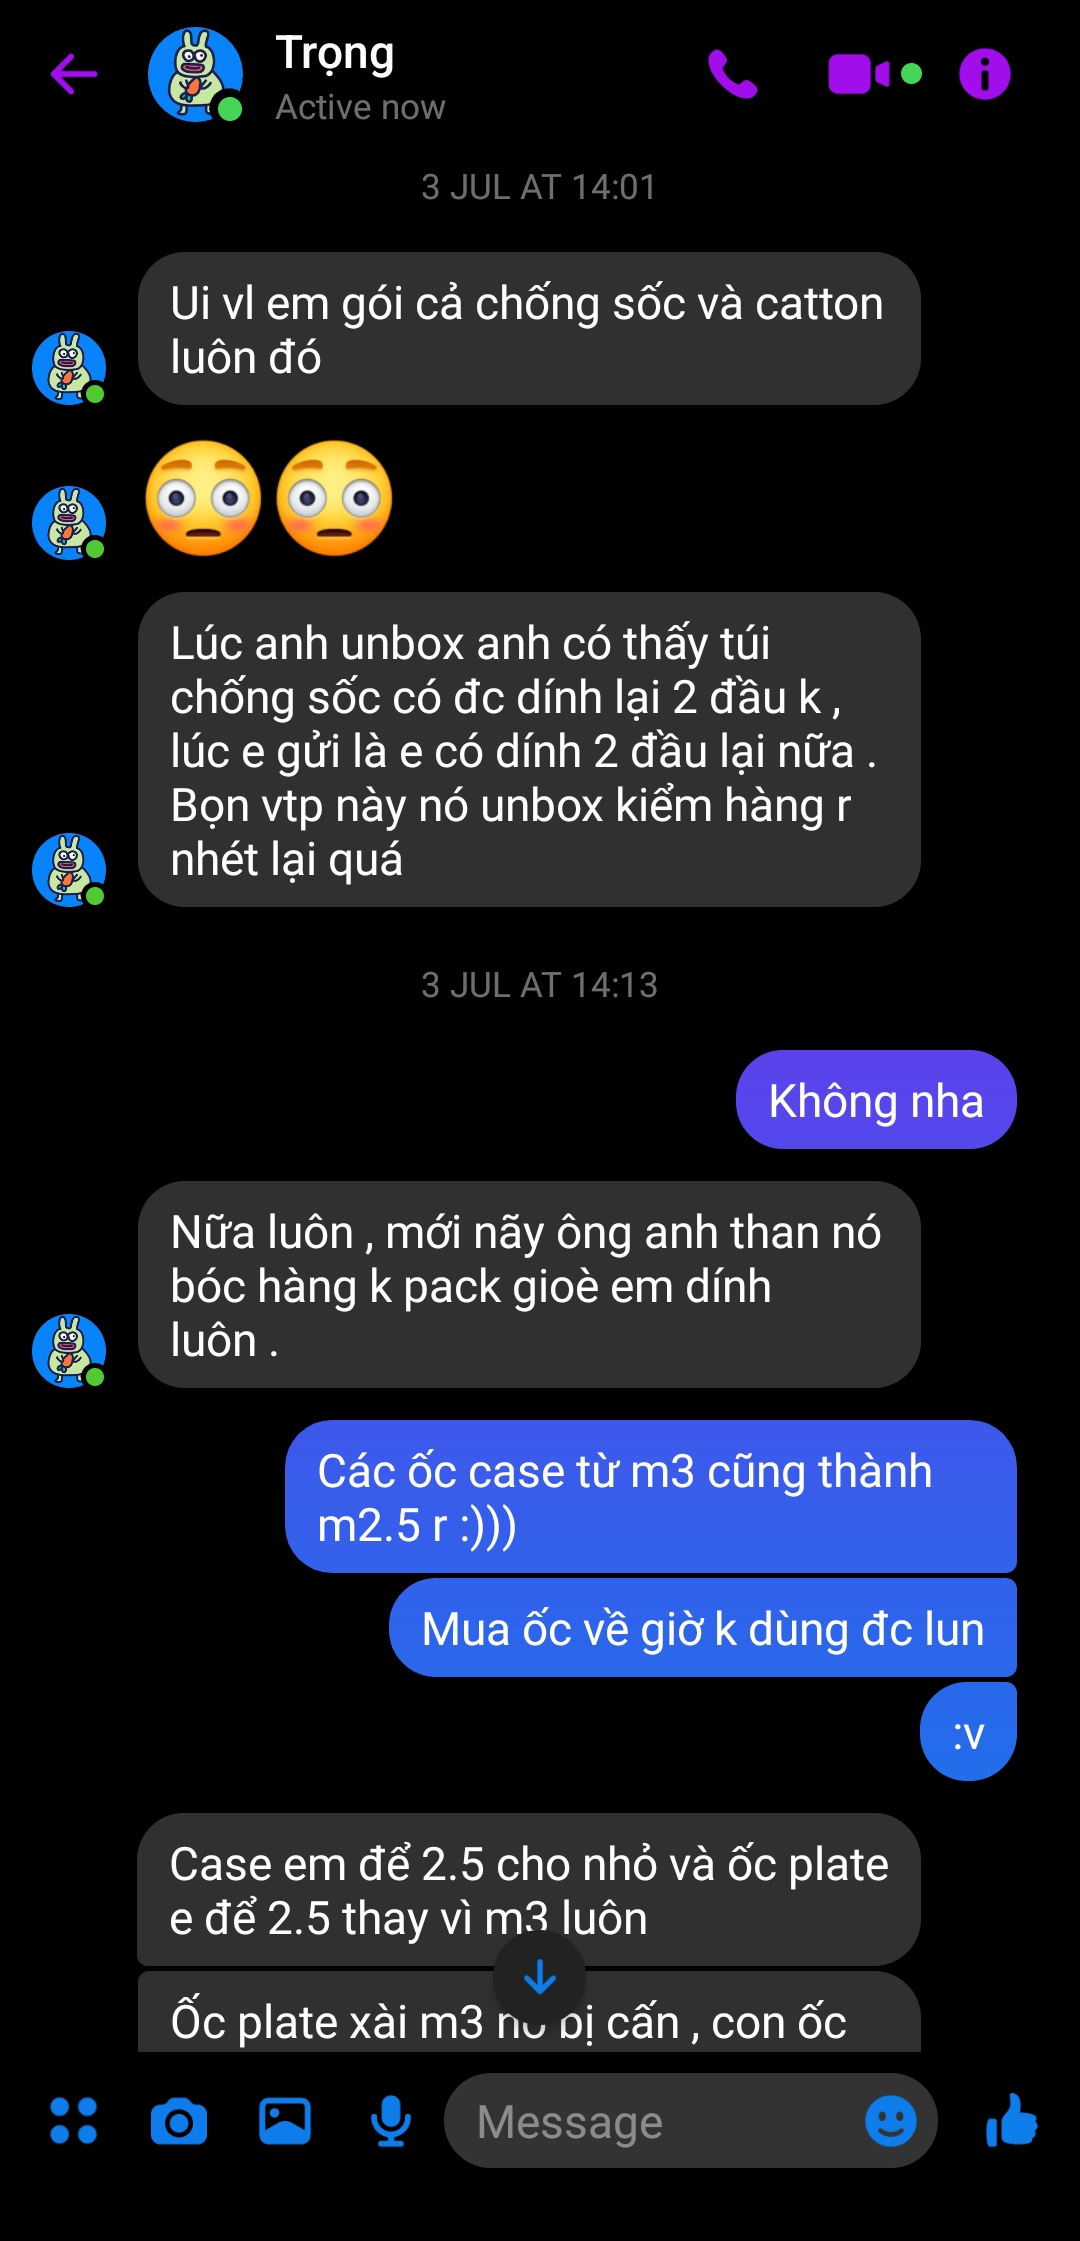 Trọng
Active now
3 JUL AT 14:01
Ui vl em gói cả chống sốc và catton
luôn đó
Lúc anh unbox anh có thấy túi
chống sốc có đc dính lại 2 đầu k ,
lúc e gửi là e có dính 2 đầu lại nữa .
Bọn vtp này nó unbox kiểm hàng r
nhét lại quá
3 JUL AT 14:13
Không nha
Nữa luôn , mới nãy ông anh than nó
bóc hàng k pack gioè em dính
luôn .
Các ốc case từ m3 cũng thành
m2.5 r :)))
Mua ốc về giờ k dùng đc lun
:v
Case em để 2.5 cho nhỏ và ốc plate
e để 2.5 thay vì m3 luôn
Ốc plate xài m3 nó bị cấn , con ốc
Message